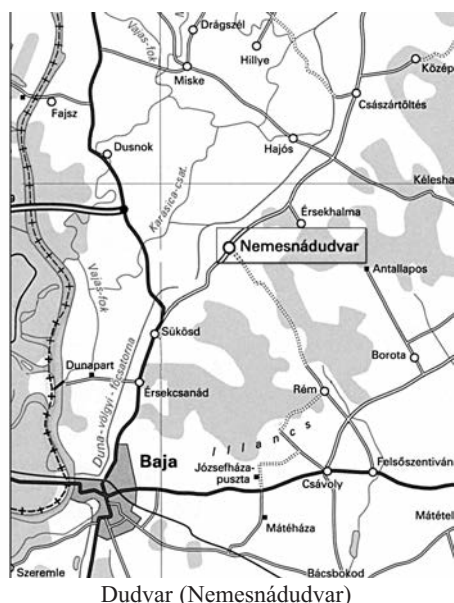 Drágszél
Vajas-fok
Hillye
Közép
Miske
Császártöltés
Fajsz
Hajós
Dusnok
Karasica-csat.
Kélesha
Érsekhalma
Nemesnádudvar
Antallapos
Vajas-fok
Sükösd
Dunapart
Borota
Érsekcsanád
Rém
Duna-völgyi-főcsatorna
Illancs
Baja
Józsefháza-
puszta
Felsőszentiván
Csávoly
Mátéháza
Mátétel
Bácsbokod
Szeremle
Dudvar (Nemesnádudvar)